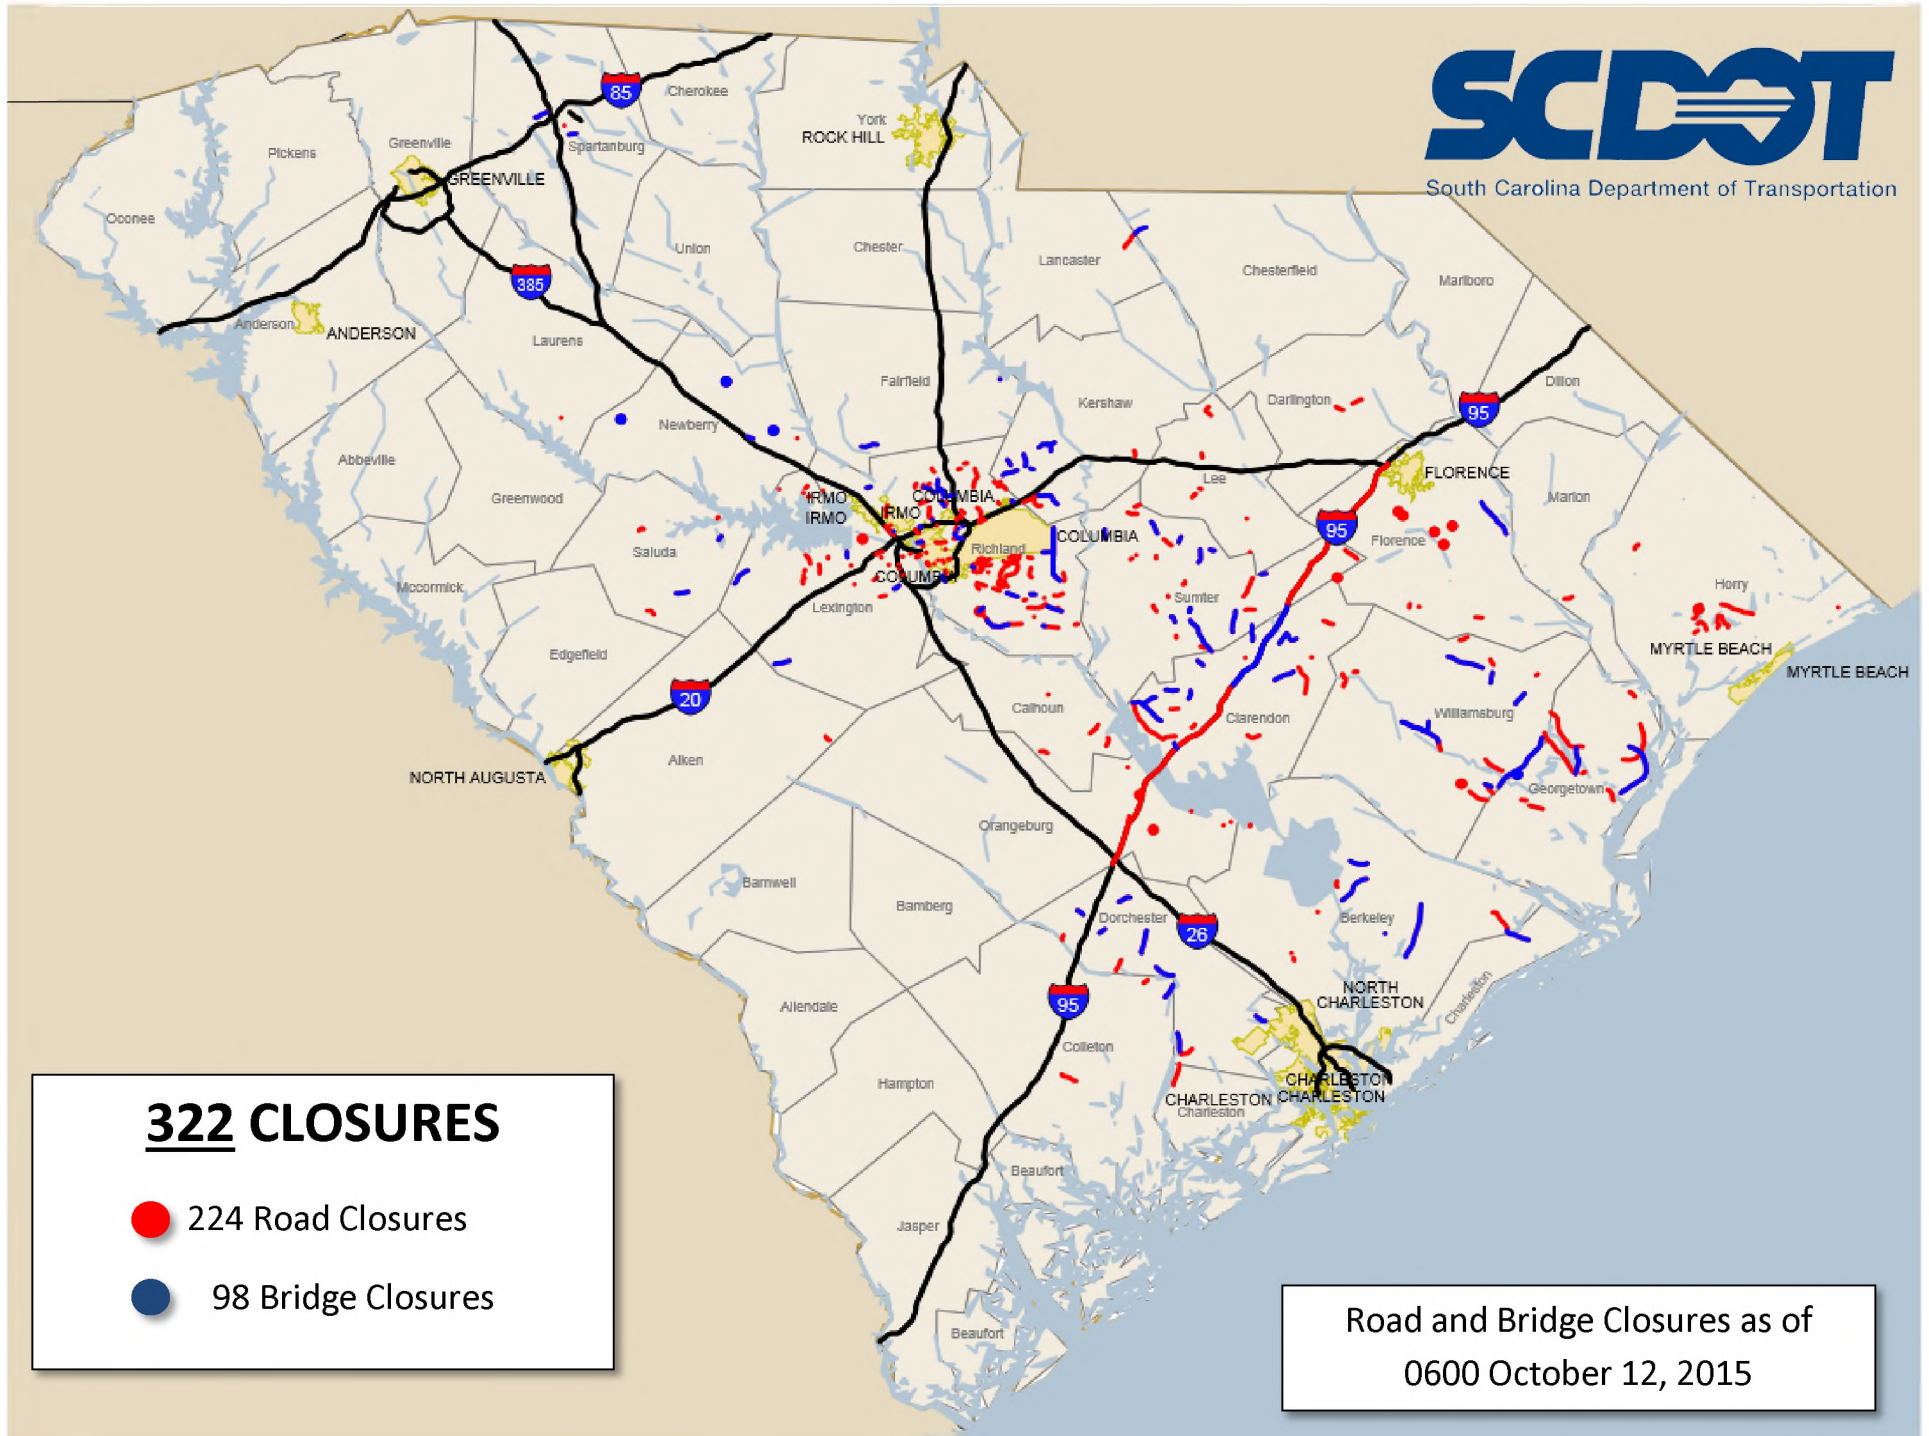 SCDOT
South Carolina Department of Transportation
85
Cherokee
York
ROCK HILL
Greenville
Pickens
Spartanburg
GREENVILLE
Oconee
Union
Chester
Lancaster
Chesterfield
Marlboro
385
Anderson
ANDERSON
Laurens
Fairfield
Kershaw
Darlington
Dillon
95
Newberry
Abbeville
FLORENCE
Lee
Marion
Greenwood
IRMO
COLUMBIA
IRMO
IRMO
95
Florence
COLUMBIA
Richland
Saluda
COLUMBIA
Mccormick
Lexington
Sumter
Horry
Edgefield
MYRTLE BEACH
MYRTLE BEACH
20
Calhoun
Clarendon
Williamsburg
Aiken
NORTH AUGUSTA
Georgetown
Orangeburg
Barnwell
Bamberg
Dorchester
26
Berkeley
Allendale
95
NORTH
CHARLESTON
Charleston
Colleton
Hampton
CHARLESTON
CHARLESTON
CHARLESTON
Charleston
Beaufort
Jasper
Beaufort
322 CLOSURES
224 Road Closures
98 Bridge Closures
Road and Bridge Closures as of
0600 October 12, 2015